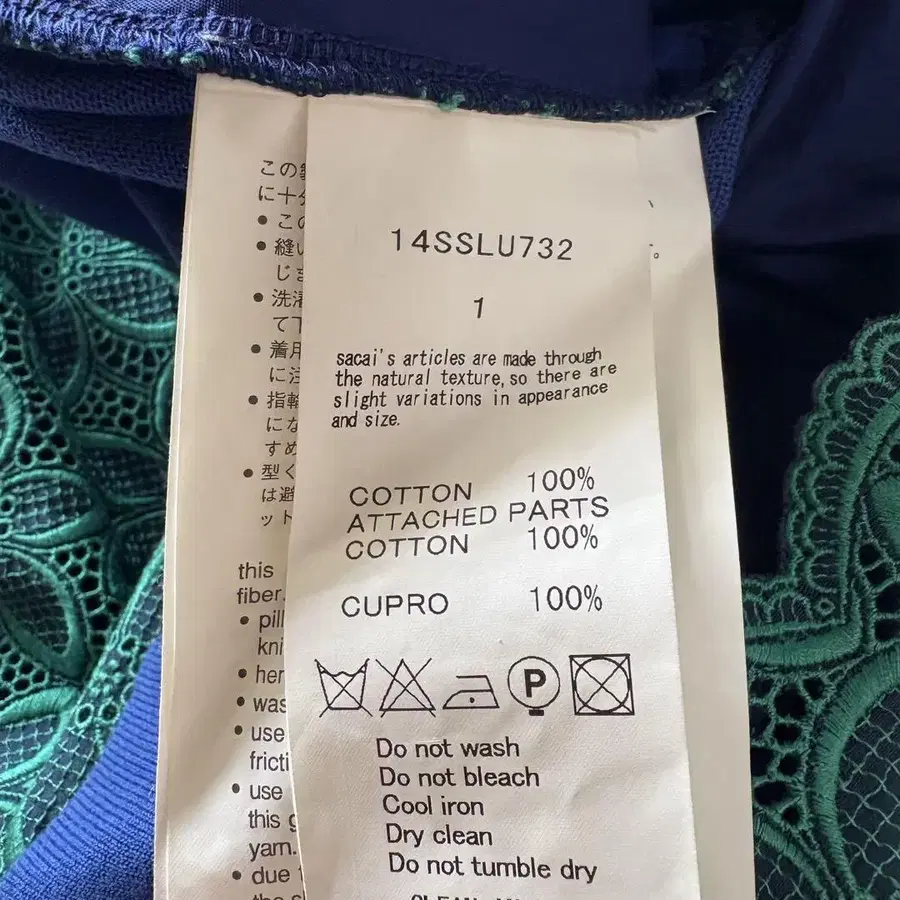 この
に十
• この
• 縫い
じま
• 洗濯
て下
• 着用
に注
• 指輪
にな
すめ
• 型く
は避
ット
this
fiber.
• pill
kni
• her
• was
• use
fricti
• use
this g
yarn.
• due
the s
14SSLU732
1
sacai's articles are made through
the natural texture, so there are
slight variations in appearance
and size.
COTTON 100%
ATTACHED PARTS
COTTON 100%
CUPRO 100%
P
Do not wash
Do not bleach
Cool iron
Dry clean
Do not tumble dry